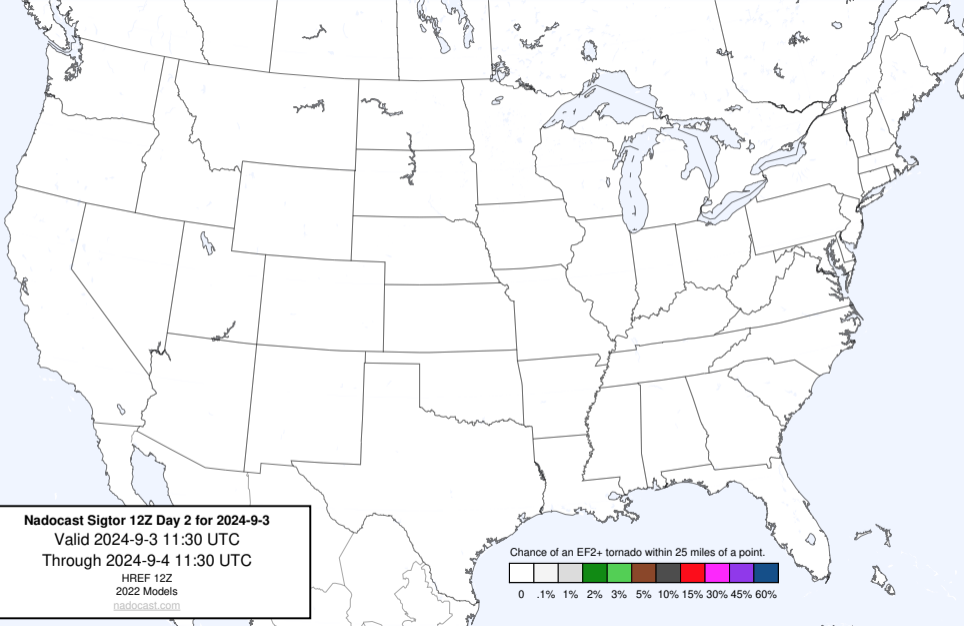 Nadocast Sigtor 12Z Day 2 for 2024-9-3
Valid 2024-9-3 11:30 UTC
Through 2024-9-4 11:30 UTC
HREF 12Z
2022 Models
nadocast.com
Chance of an EF2+ tornado within 25 miles of a point.
0 .1% 1% 2% 3% 5% 10% 15% 30% 45% 60%